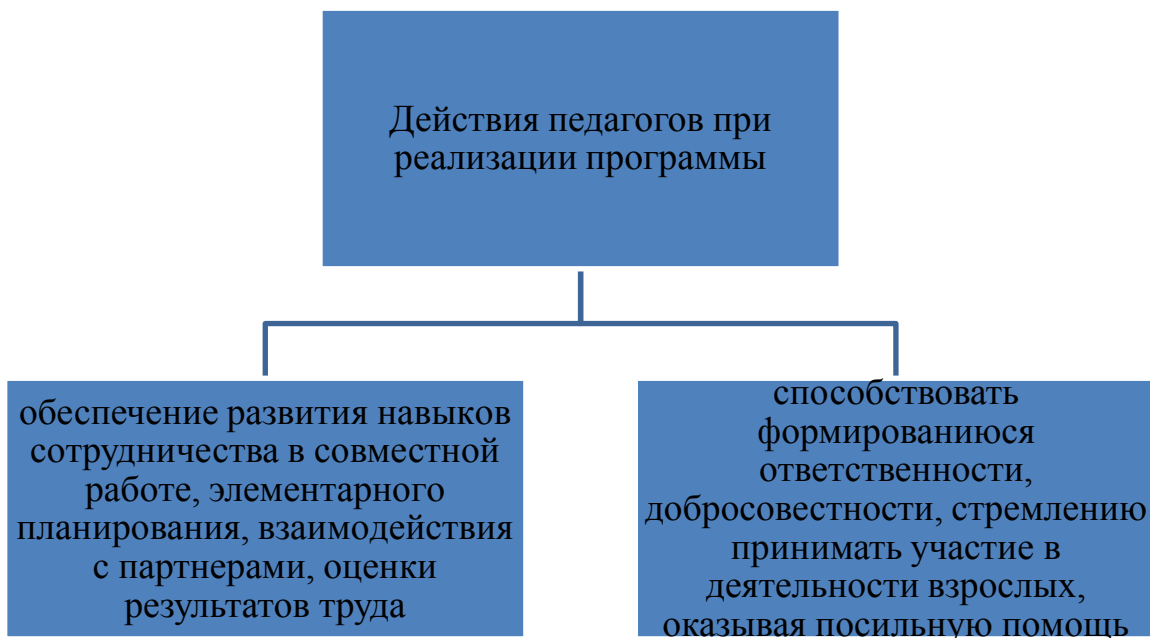 Действия педагогов при
реализации программы
обеспечение развития навыков
сотрудничества в совместной
работе, элементарного
планирования, взаимодействия
с партнерами, оценки
результатов труда
способствовать
формированиюся
ответственности,
добросовестности, стремлению
принимать участие в
деятельности взрослых,
оказывая посильную помощь